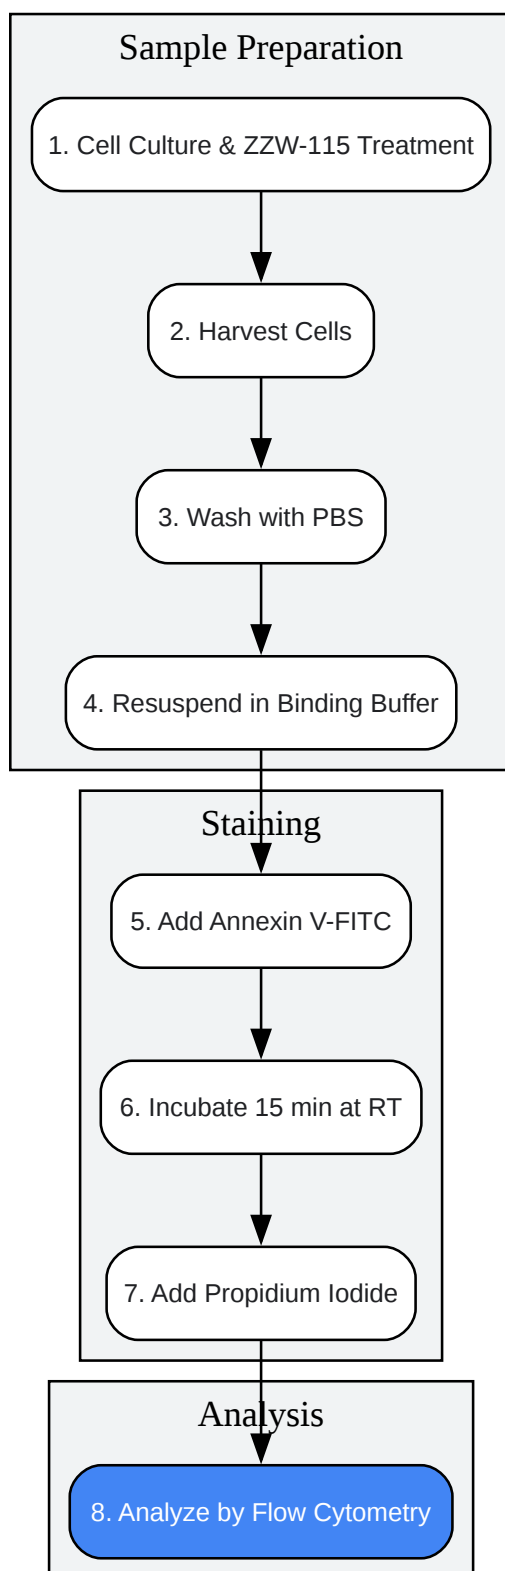 Sample Preparation
1. Cell Culture & ZZW-115 Treatment
2. Harvest Cells
3. Wash with PBS
4. Resuspend in Binding Buffer
Staining
5. Add Annexin V-FITC
6. Incubate 15 min at RT
7. Add Propidium Iodide
Analysis
8. Analyze by Flow Cytometry